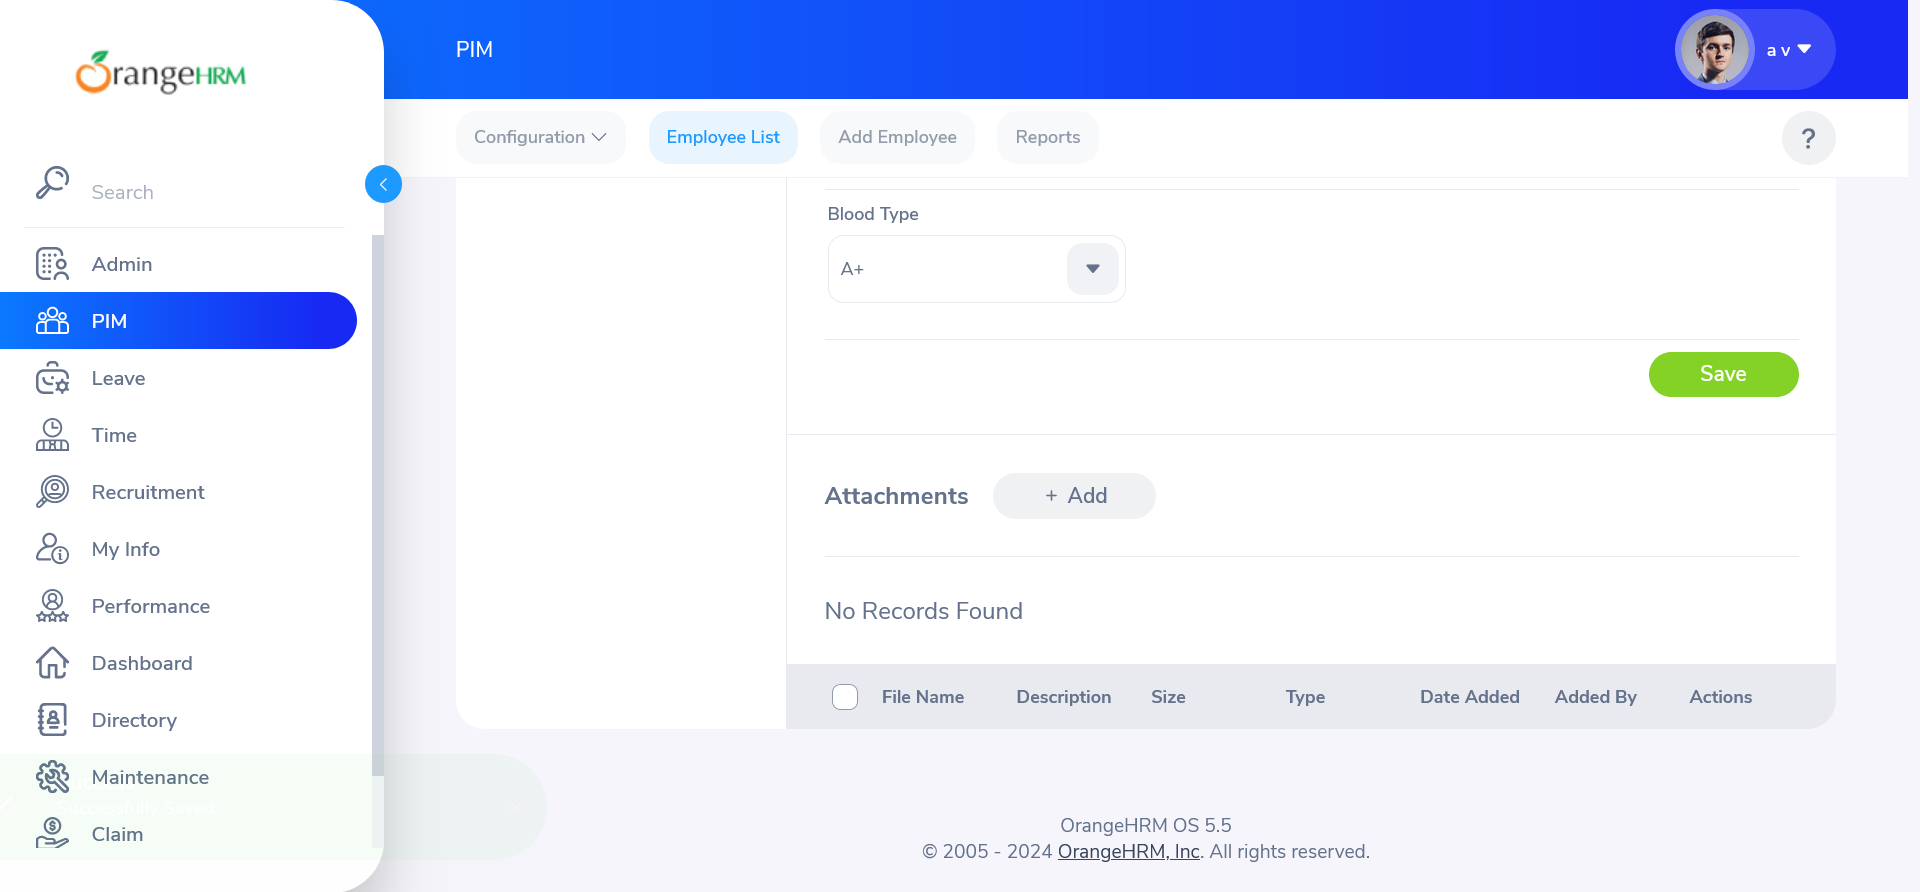 OrangeHRM
PIM
a v
Configuration
Employee List
Add Employee
Reports
?
Search
Admin
PIM
Leave
Time
Recruitment
My Info
Performance
Dashboard
Directory
Maintenance
Claim
Successfully Saved
Blood Type
A+
Save
Attachments
+ Add
No Records Found
File Name Description Size Type Date Added Added By Actions
OrangeHRM OS 5.5
© 2005 - 2024 OrangeHRM, Inc. All rights reserved.